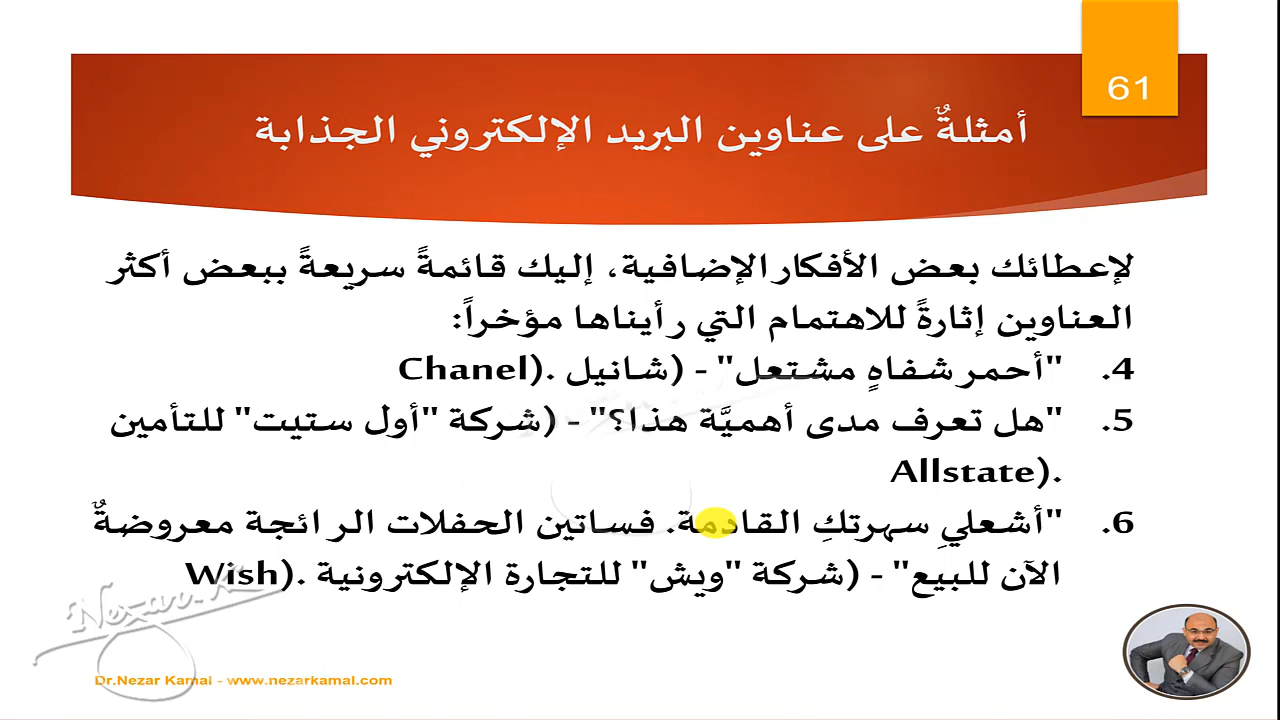 61
أمثلةٌ على عناوين البريد الإلكتروني الجذابة
لإعطائك بعض الأفكار الإضافية، إليك قائمةً سريعةً ببعض أكثر
العناوين إثارةً للاهتمام التي رأيناها مؤخراً:
4. "أحمر شفاهٍ مشتعل" - (شانيل Chanel).
5. "هل تعرف مدى أهميَّة هذا؟" - (شركة "أول ستيت" للتأمين
Allstate).
6. "أشعلي سهرتكِ القادمة. فساتين الحفلات الرائجة معروضةٌ
الآن للبيع" - (شركة "ويش" للتجارة الإلكترونية Wish).
Dr.Nezar Kamal - www.nezarkamal.com